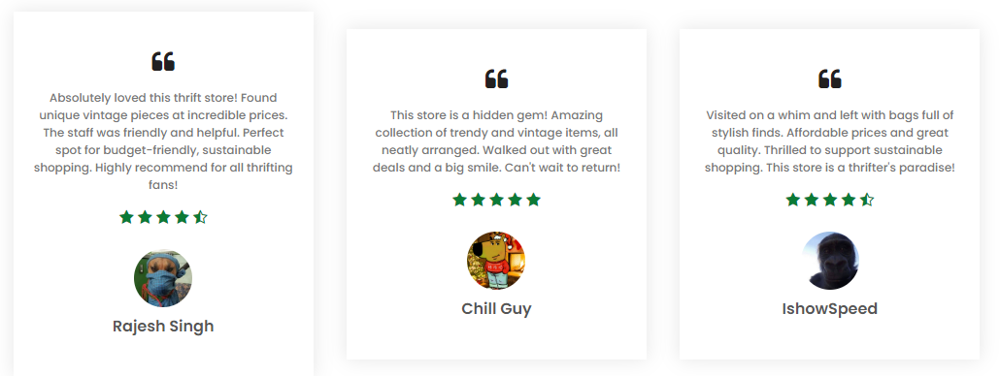 Absolutely loved this thrift store! Found
unique vintage pieces at incredible prices.
The staff was friendly and helpful. Perfect
spot for budget-friendly, sustainable
shopping. Highly recommend for all thrifting
fans!
Rajesh Singh
This store is a hidden gem! Amazing
collection of trendy and vintage items, all
neatly arranged. Walked out with great
deals and a big smile. Can't wait to return!
Chill Guy
Visited on a whim and left with bags full of
stylish finds. Affordable prices and great
quality. Thrilled to support sustainable
shopping. This store is a thrifter's paradise!
IshowSpeed